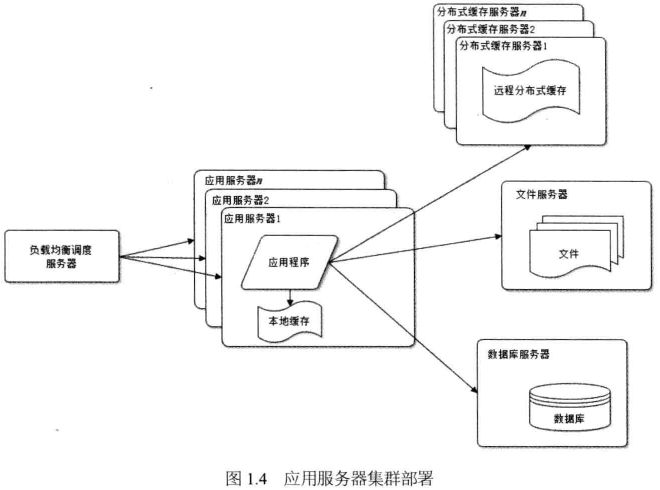 分布式缓存服务器n
分布式缓存服务器2
分布式缓存服务器1
远程分布式缓存
应用服务器n
应用服务器2
应用服务器1
文件服务器
负载均衡调度
服务器
应用程序
文件
本地缓存
数据库服务器
数据库
图 1.4 应用服务器集群部署